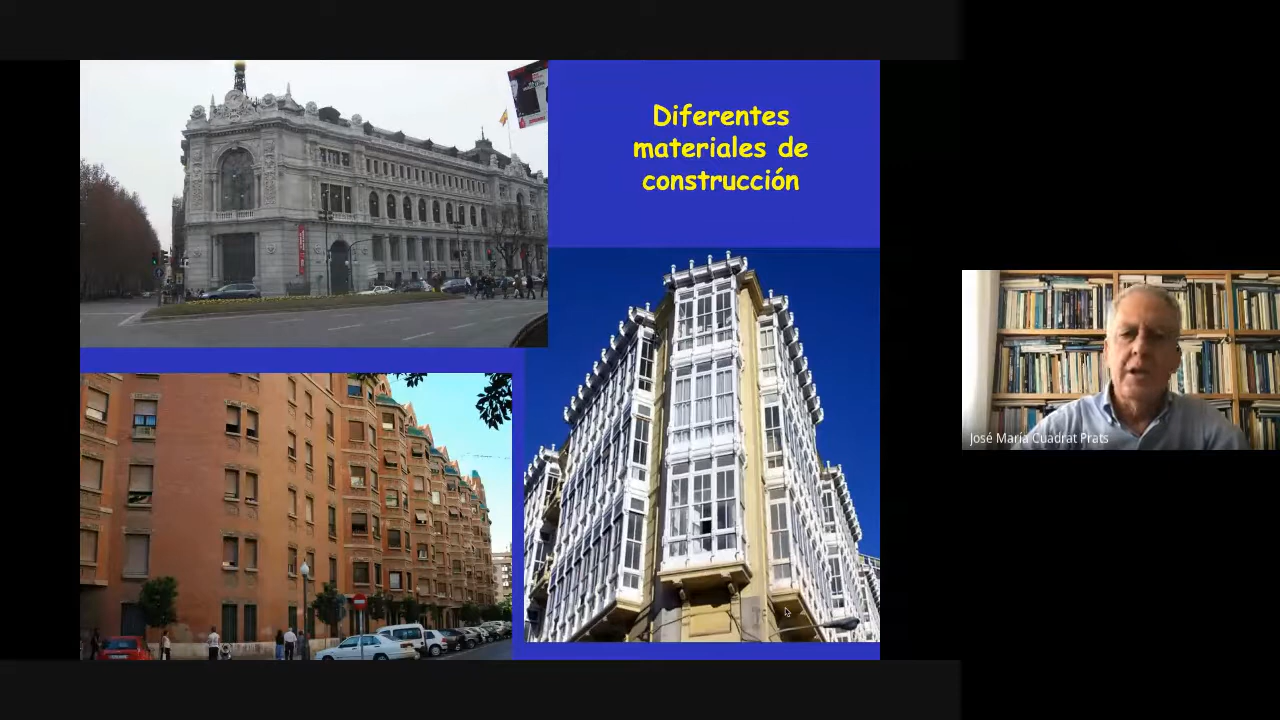 Diferentes
materiales de
construcción
José María Cuadrat Prats